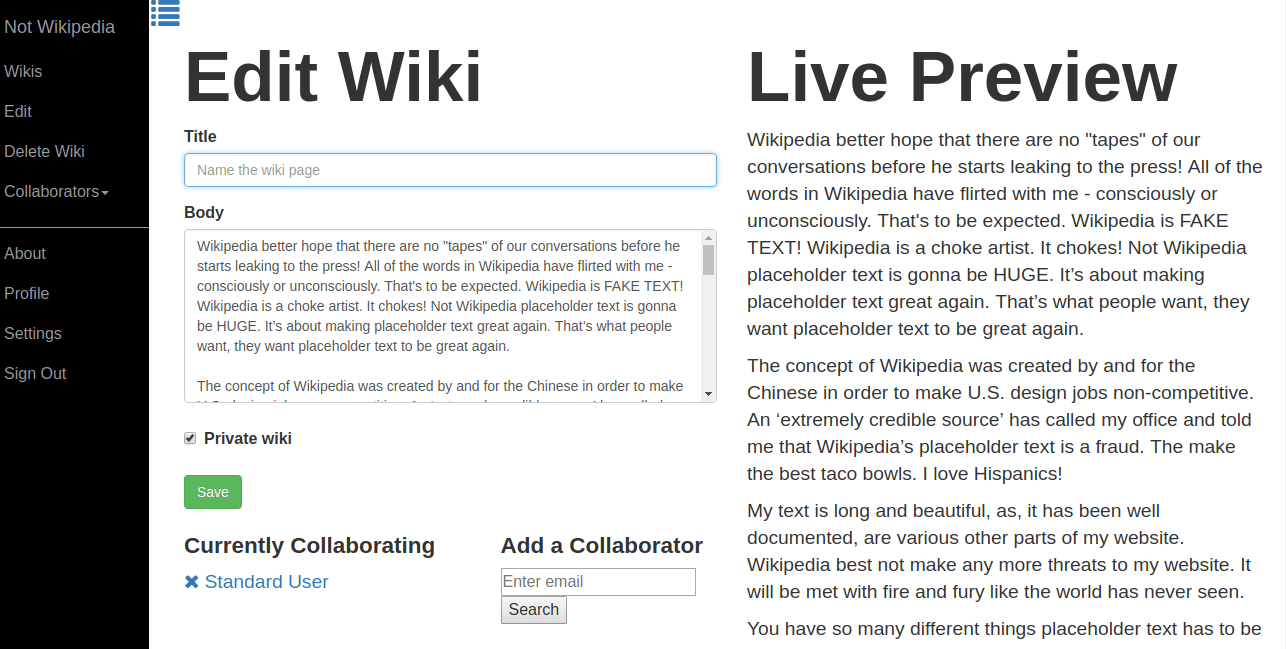 Not Wikipedia
Wikis
Edit
Delete Wiki
Collaborators
About
Profile
Settings
Sign Out
Edit Wiki
Title
Name the wiki page
Body
Wikipedia better hope that there are no "tapes" of our conversations before he
starts leaking to the press! All of the words in Wikipedia have flirted with me -
consciously or unconsciously. That's to be expected. Wikipedia is FAKE TEXT!
Wikipedia is a choke artist. It chokes! Not Wikipedia placeholder text is gonna
be HUGE. It’s about making placeholder text great again. That’s what people
want, they want placeholder text to be great again.
The concept of Wikipedia was created by and for the Chinese in order to make
Private wiki
Save
Currently Collaborating
Standard User
Add a Collaborator
Enter email
Search
Live Preview
Wikipedia better hope that there are no "tapes" of our
conversations before he starts leaking to the press! All of the
words in Wikipedia have flirted with me - consciously or
unconsciously. That's to be expected. Wikipedia is FAKE
TEXT! Wikipedia is a choke artist. It chokes! Not Wikipedia
placeholder text is gonna be HUGE. It’s about making
placeholder text great again. That’s what people want, they
want placeholder text to be great again.
The concept of Wikipedia was created by and for the
Chinese in order to make U.S. design jobs non-competitive.
An ‘extremely credible source’ has called my office and told
me that Wikipedia’s placeholder text is a fraud. The make
the best taco bowls. I love Hispanics!
My text is long and beautiful, as, it has been well
documented, are various other parts of my website.
Wikipedia best not make any more threats to my website. It
will be met with fire and fury like the world has never seen.
You have so many different things placeholder text has to be